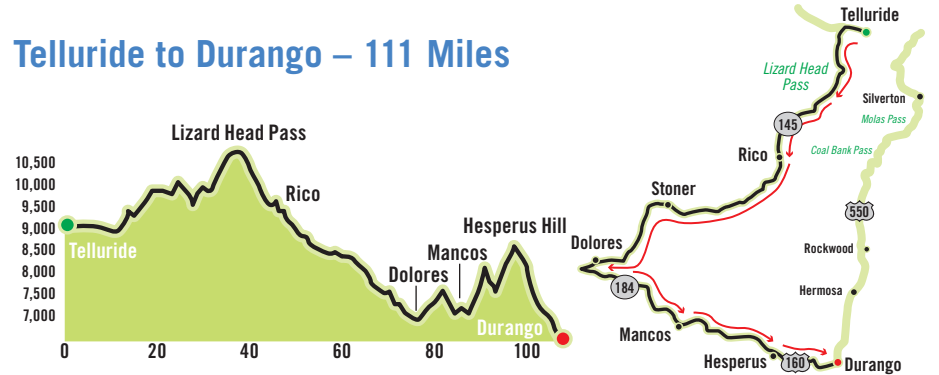 Telluride to Durango – 111 Miles
Lizard Head Pass
10,500
10,000
9,500
9,000
8,500
8,000
7,500
7,000
Telluride
Rico
Dolores
Mancos
Hesperus Hill
Durango
0 20 40 60 80 100
Telluride
Lizard Head
Pass
Silverton
Molas Pass
145
Coal Bank Pass
Rico
Stoner
550
Dolores
Rockwood
184
Hermosa
Mancos
Hesperus
160
Durango